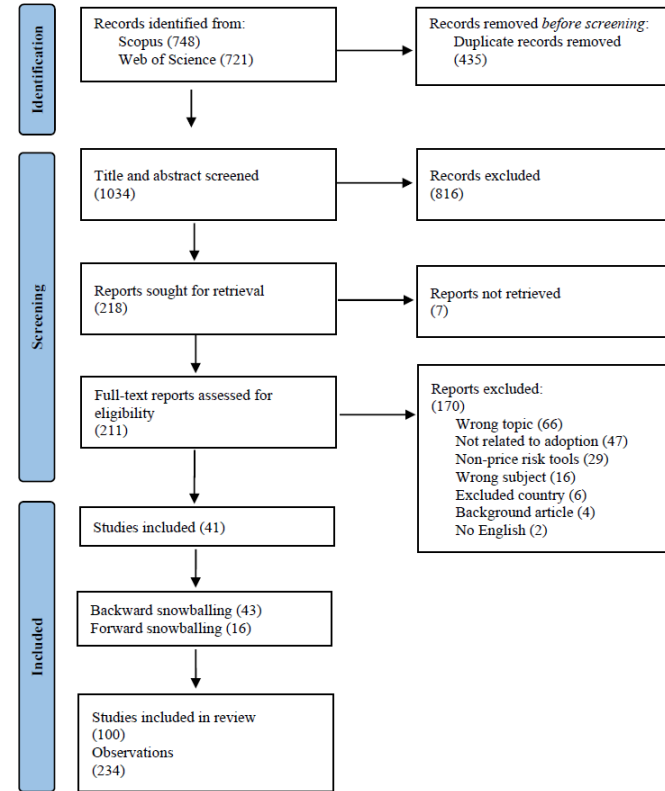 Identification
Records identified from:
Scopus (748)
Web of Science (721)
Records removed before screening:
Duplicate records removed
(435)
Screening
Title and abstract screened
(1034)
Records excluded
(816)
Reports sought for retrieval
(218)
Reports not retrieved
(7)
Full-text reports assessed for
eligibility
(211)
Reports excluded:
(170)
Wrong topic (66)
Not related to adoption (47)
Non-price risk tools (29)
Wrong subject (16)
Excluded country (6)
Background article (4)
No English (2)
Included
Studies included (41)
Backward snowballing (43)
Forward snowballing (16)
Studies included in review
(100)
Observations
(234)